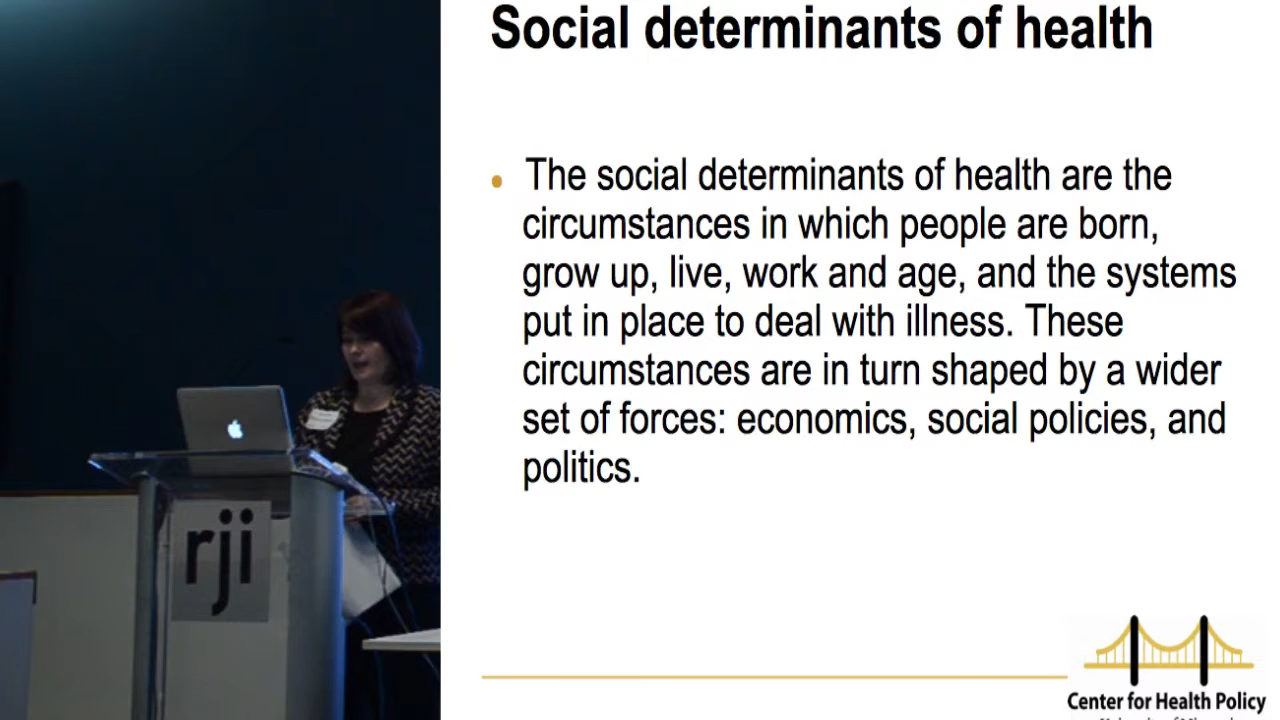 Social determinants of health
• The social determinants of health are the
circumstances in which people are born,
grow up, live, work and age, and the systems
put in place to deal with illness. These
circumstances are in turn shaped by a wider
set of forces: economics, social policies, and
politics.
rji
Center for Health Policy